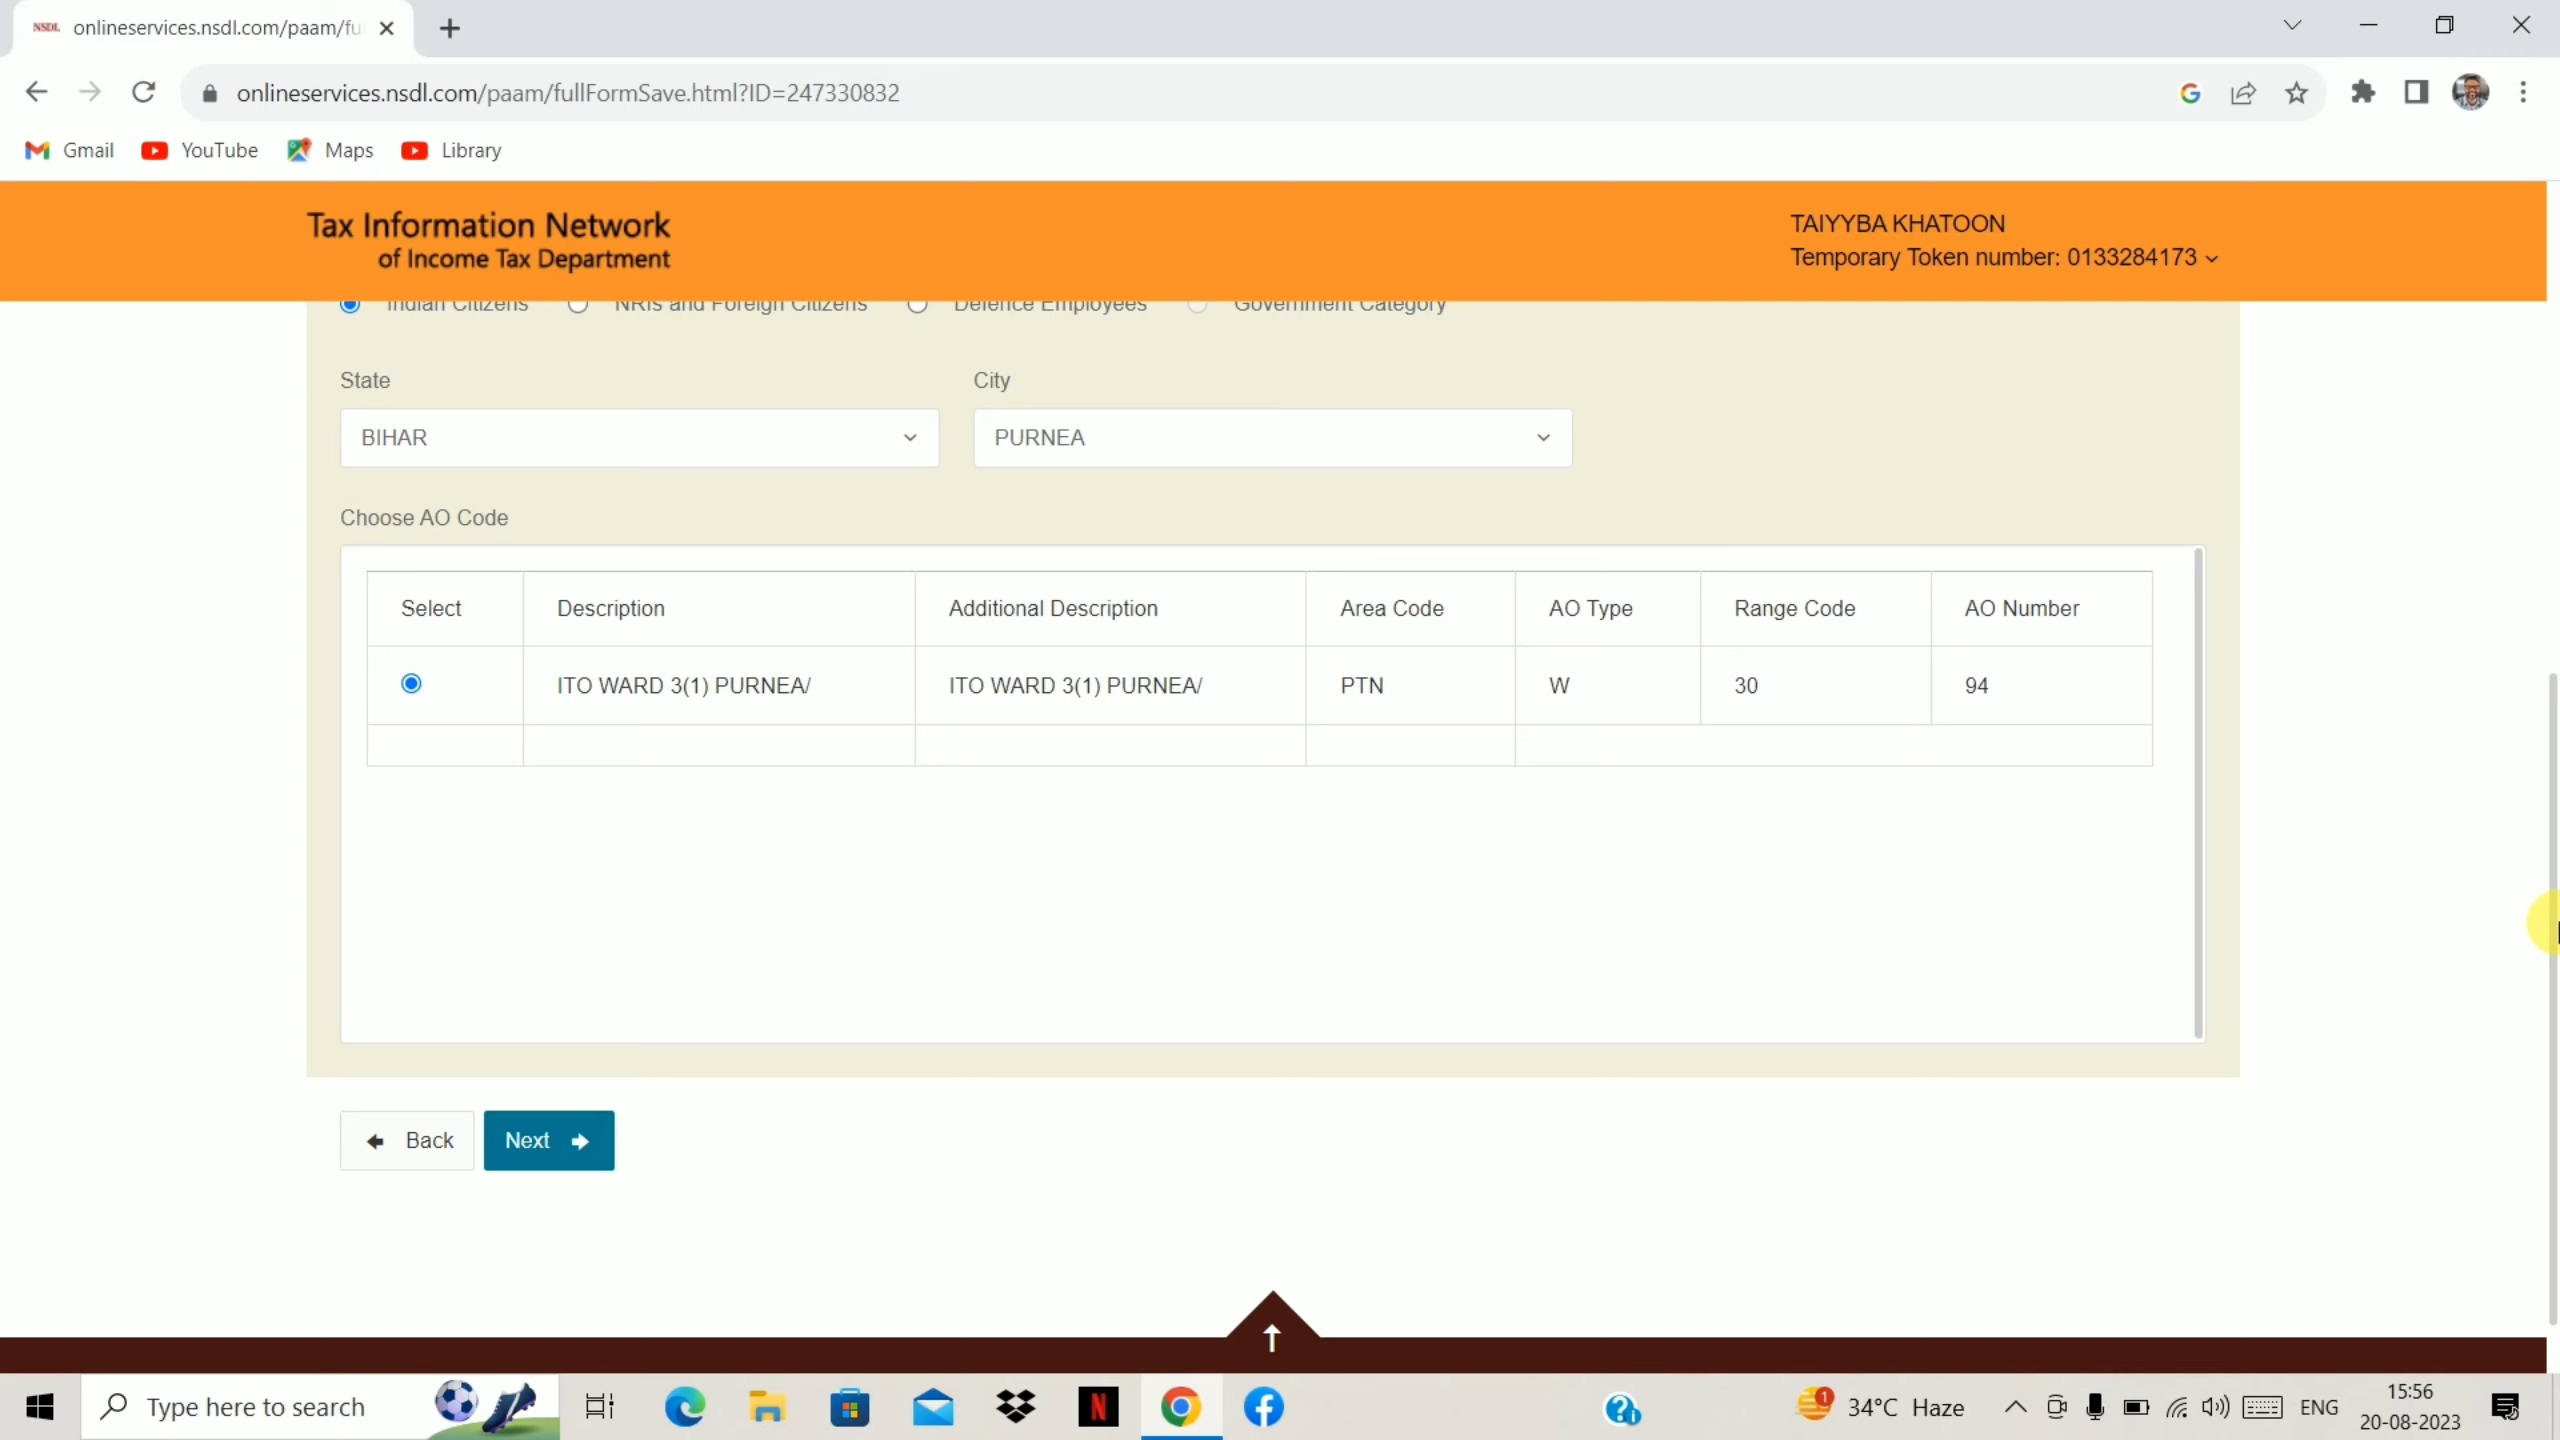 NSDL onlineservices.nsdl.com/paam/fu
onlineservices.nsdl.com/paam/fullFormSave.html?ID=247330832
Gmail YouTube Maps Library
Tax Information Network
of Income Tax Department
TAIYYBA KHATOON
Temporary Token number: 0133284173
Indian Citizens NRIs and Foreign Citizens Defence Employees Government Category
State City
BIHAR PURNEA
Choose AO Code
Select Description Additional Description Area Code AO Type Range Code AO Number
ITO WARD 3(1) PURNEA/ ITO WARD 3(1) PURNEA/ PTN W 30 94
Back Next
Type here to search
N
1
34°C Haze
ENG
15:56
20-08-2023